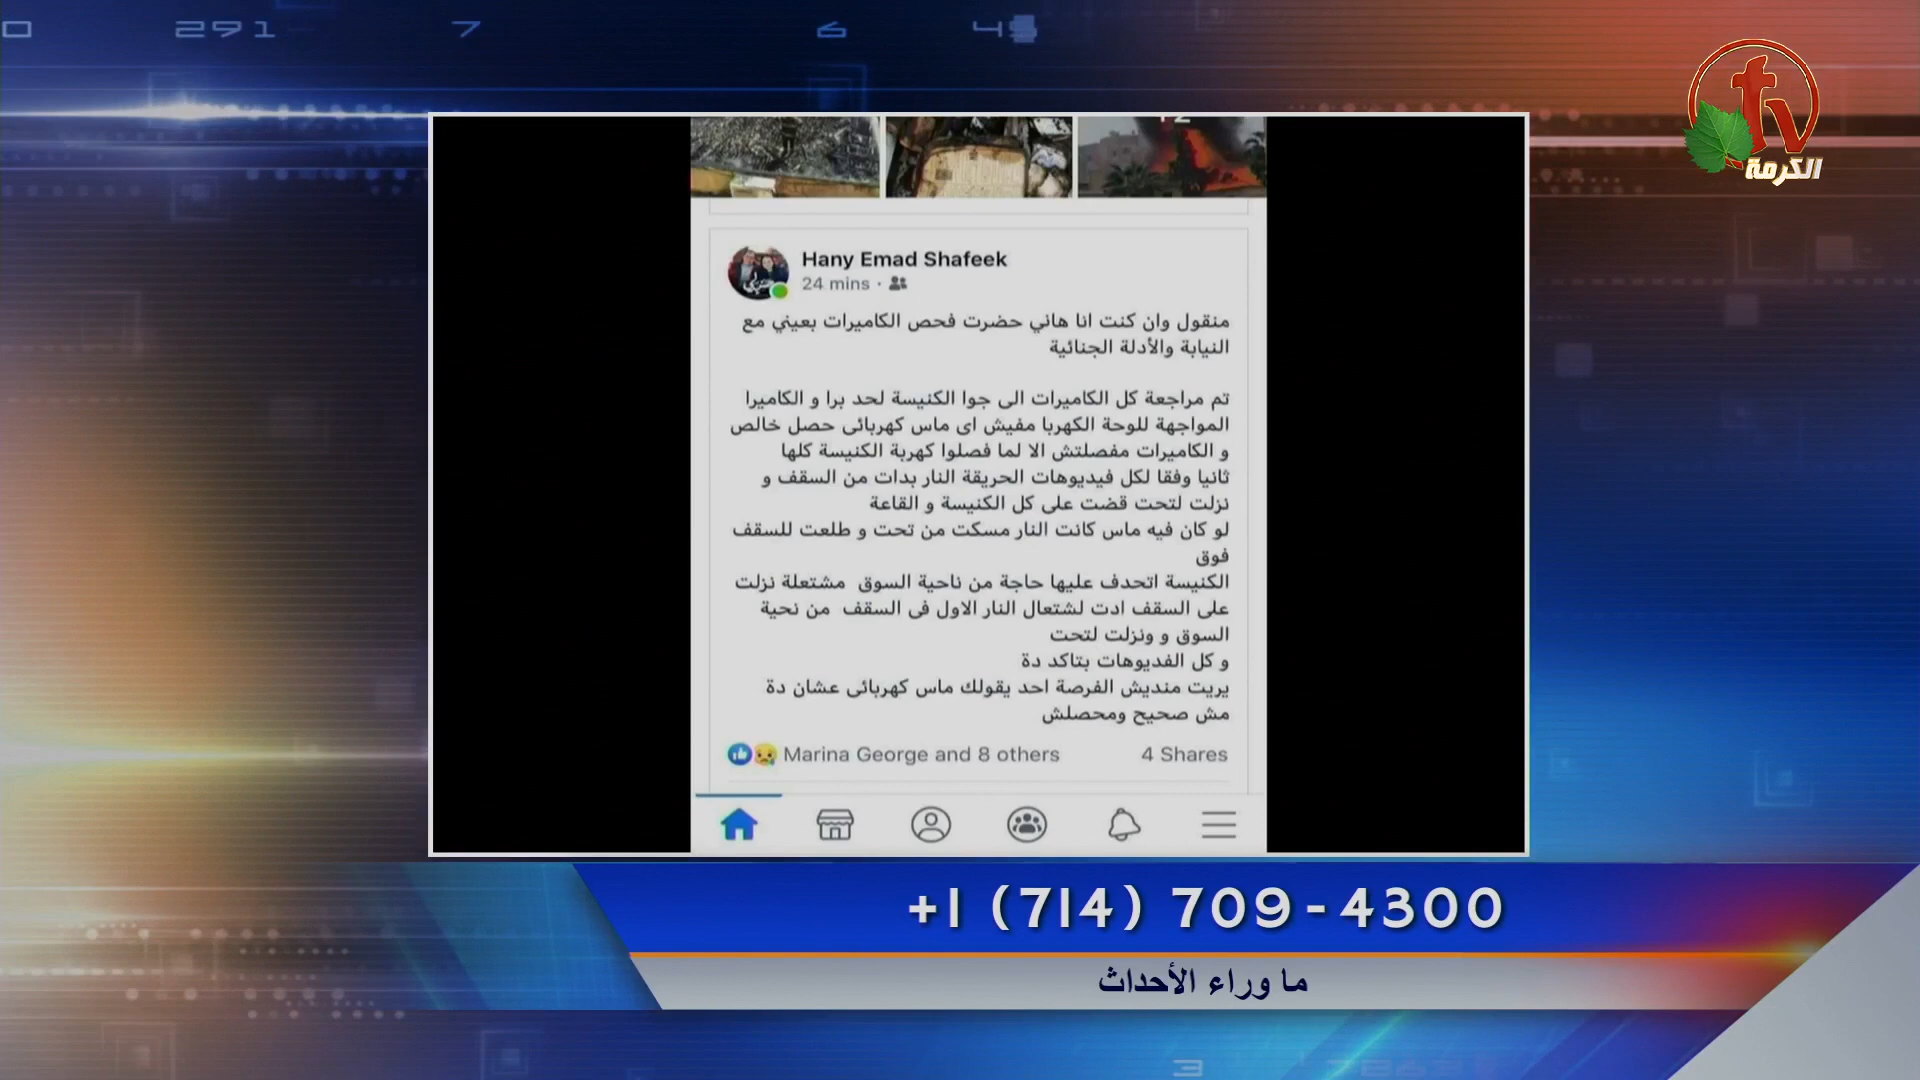 0 291 7 6 49
tv
الكرمة
Hany Emad Shafeek
24 mins ·
منقول وان كنت انا هاني حضرت فحص الكاميرات بعيني مع
النيابة والأدلة الجنائية
تم مراجعة كل الكاميرات الى جوا الكنيسة لحد برا و الكاميرا
المواجهة للوحة الكهربا مفيش اى ماس كهربائى حصل خالص
و الكاميرات مفصلتش الا لما فصلوا كهربة الكنيسة كلها
ثانيا وفقا لكل فيديوهات الحريقة النار بدات من السقف و
نزلت لتحت قضت على كل الكنيسة و القاعة
لو كان فيه ماس كانت النار مسكت من تحت و طلعت للسقف
فوق
الكنيسة اتحدف عليها حاجة من ناحية السوق مشتعلة نزلت
على السقف ادت لشتعال النار الاول فى السقف من نحية
السوق و ونزلت لتحت
و كل الفديوهات بتاكد دة
يريت منديش الفرصة احد يقولك ماس كهربائى عشان دة
مش صحيح ومحصلش
Marina George and 8 others 4 Shares
+1 (714) 709-4300
ما وراء الأحداث
3